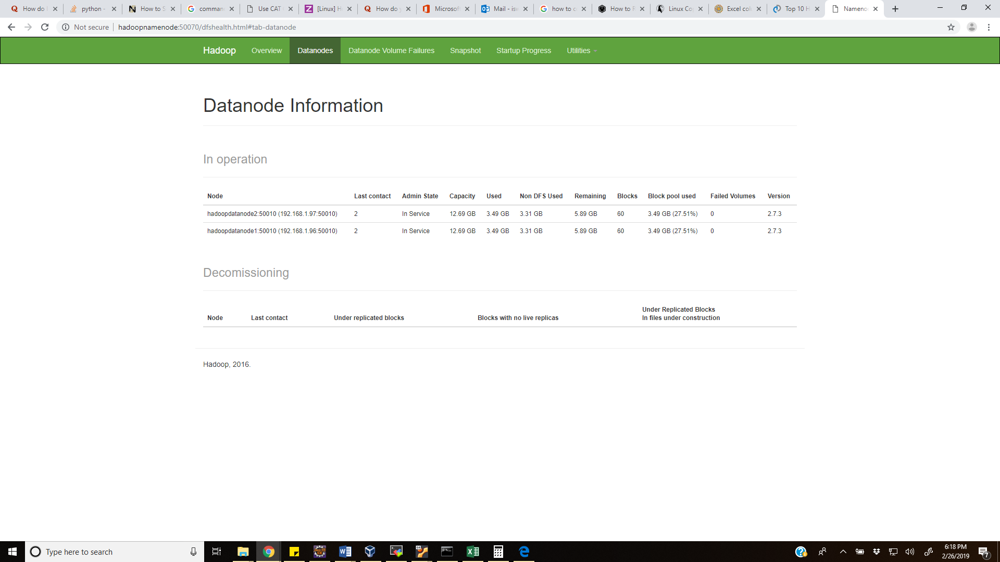 How do
python -
How to S
comman
Use CAT
[Linux] H
How do y
Microsof
Mail - isw
how to c
How to F
Linux Co
Excel col
Top 10 H
Nameno
Not secure
hadoopnamenode:50070/dfshealth.html#tab-datanode
Hadoop Overview Datanodes Datanode Volume Failures Snapshot Startup Progress Utilities
Datanode Information
In operation
Node Last contact Admin State Capacity Used Non DFS Used Remaining Blocks Block pool used Failed Volumes Version
hadoopdatanode2:50010 (192.168.1.97:50010) 2 In Service 12.69 GB 3.49 GB 3.31 GB 5.89 GB 60 3.49 GB (27.51%) 0 2.7.3
hadoopdatanode1:50010 (192.168.1.96:50010) 2 In Service 12.69 GB 3.49 GB 3.31 GB 5.89 GB 60 3.49 GB (27.51%) 0 2.7.3
Decomissioning
Node Last contact Under replicated blocks Blocks with no live replicas Under Replicated Blocks
In files under construction
Hadoop, 2016.
Type here to search
6:18 PM
2/26/2019
7